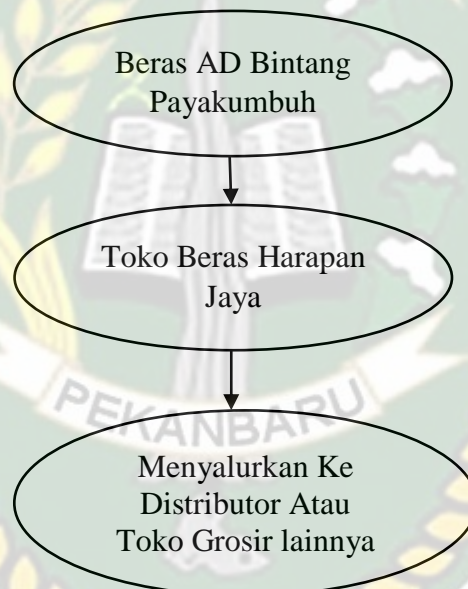 Beras AD Bintang
Payakumbuh
Toko Beras Harapan
Jaya
PEKANBARU
Menyalurkan Ke
Distributor Atau
Toko Grosir lainnya